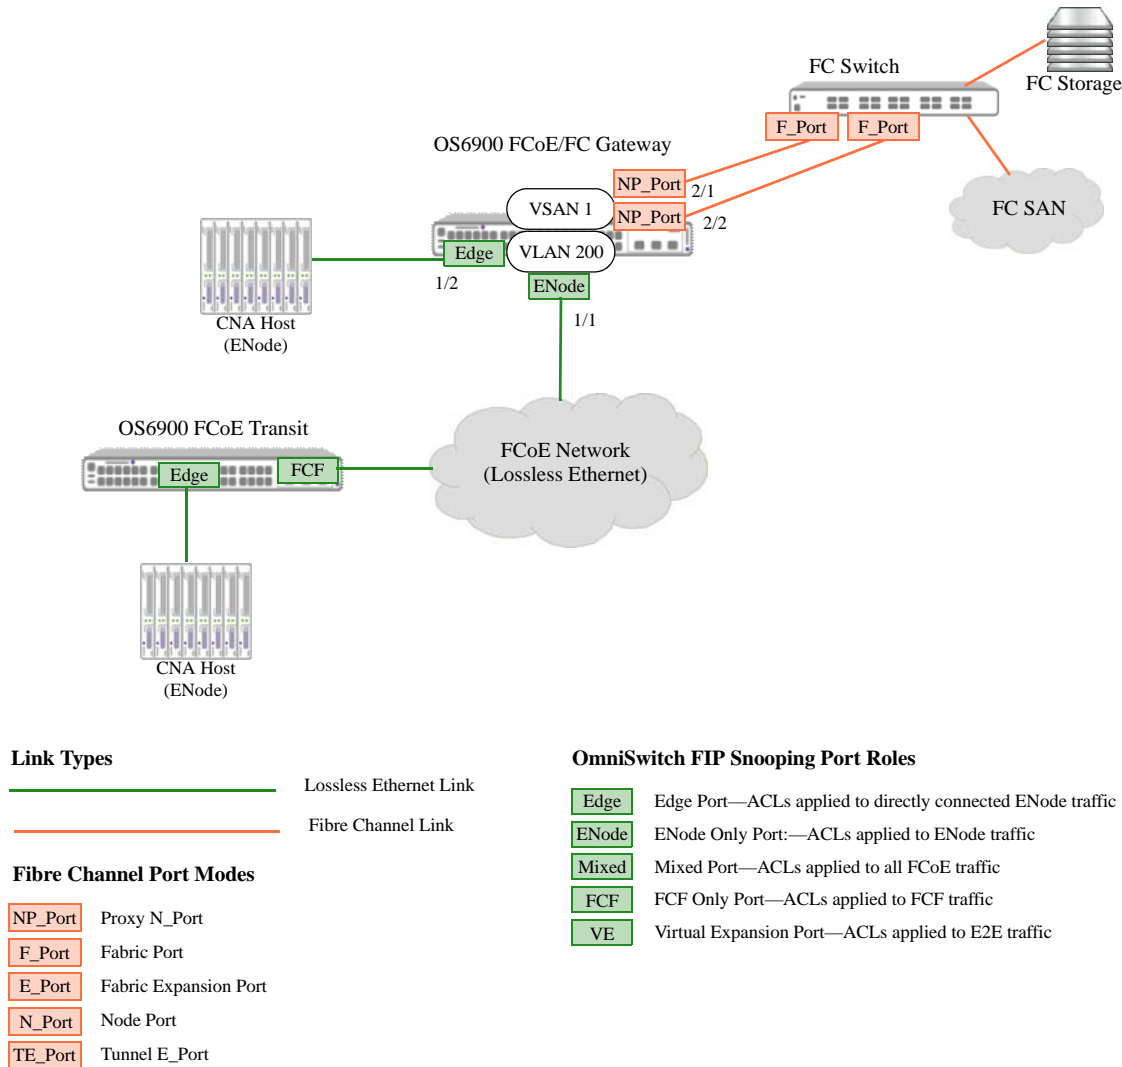 FC Switch
FC Storage
F_Port
F_Port
OS6900 FCoE/FC Gateway
NP_Port
2/1
VSAN 1
NP_Port
2/2
FC SAN
Edge
VLAN 200
1/2
ENode
1/1
CNA Host
(ENode)
OS6900 FCoE Transit
Edge
FCF
FCoE Network
(Lossless Ethernet)
CNA Host
(ENode)
Link Types
Lossless Ethernet Link
Fibre Channel Link
Fibre Channel Port Modes
NP_Port Proxy N_Port
F_Port Fabric Port
E_Port Fabric Expansion Port
N_Port Node Port
TE_Port Tunnel E_Port
OmniSwitch FIP Snooping Port Roles
Edge Edge Port—ACLs applied to directly connected ENode traffic
ENode ENode Only Port:—ACLs applied to ENode traffic
Mixed Mixed Port—ACLs applied to all FCoE traffic
FCF FCF Only Port—ACLs applied to FCF traffic
VE Virtual Expansion Port—ACLs applied to E2E traffic